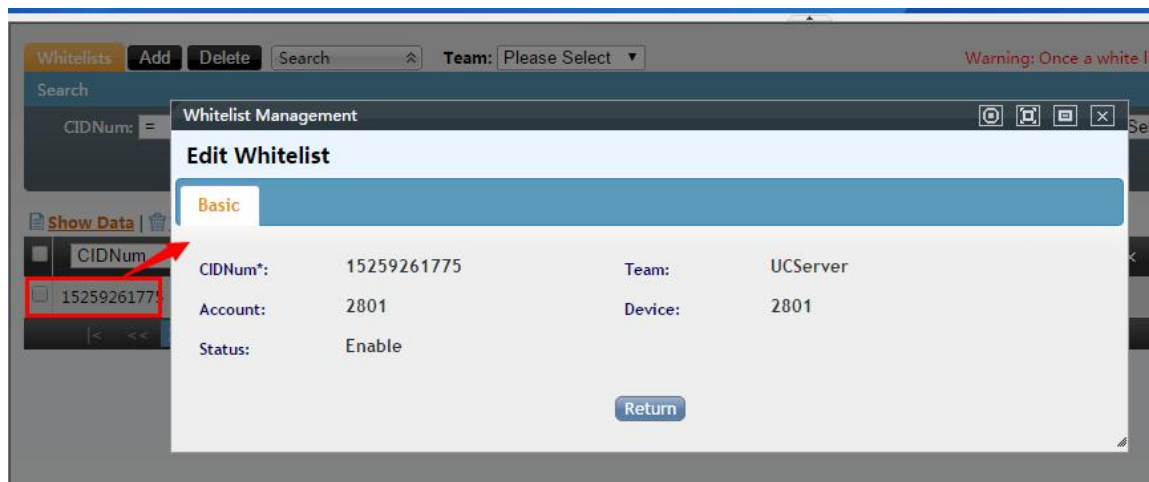 Whitelists Add Delete Search Team: Please Select Warning: Once a white
Search
CIDNum: =
Whitelist Management
Edit Whitelist
Basic
Show Data |
CIDNum
CIDNum*: 15259261775 Team: UCServer
15259261775
Account: 2801 Device: 2801
|< <<
Status: Enable
Return